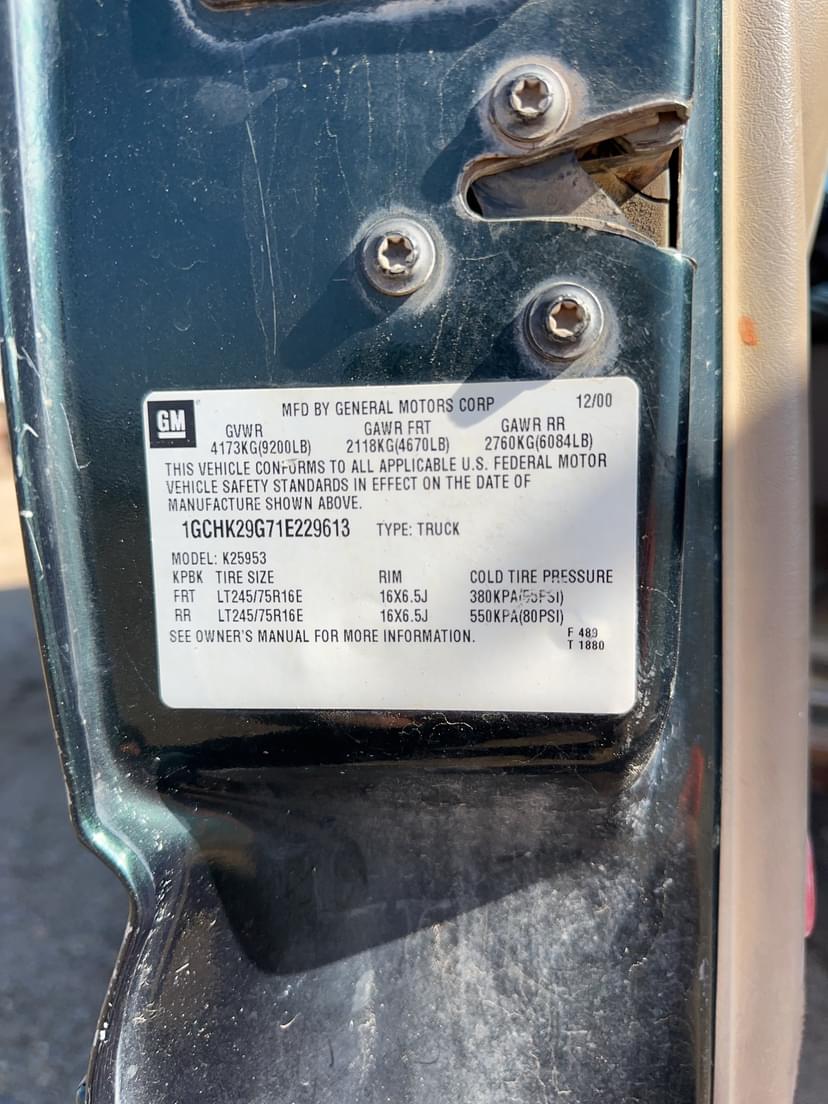 GM
MFD BY GENERAL MOTORS CORP 12/00
GVWR GAWR FRT GAWR RR
4173KG(9200LB) 2118KG(4670LB) 2760KG(6084LB)
THIS VEHICLE CONFORMS TO ALL APPLICABLE U.S. FEDERAL MOTOR
VEHICLE SAFETY STANDARDS IN EFFECT ON THE DATE OF
MANUFACTURE SHOWN ABOVE.
1GCHK29G71E229613 TYPE: TRUCK
MODEL: K25953
KPBK TIRE SIZE RIM COLD TIRE PRESSURE
FRT LT245/75R16E 16X6.5J 380KPA(55PSI)
RR LT245/75R16E 16X6.5J 550KPA(80PSI)
SEE OWNER'S MANUAL FOR MORE INFORMATION.
F 489
T 1880